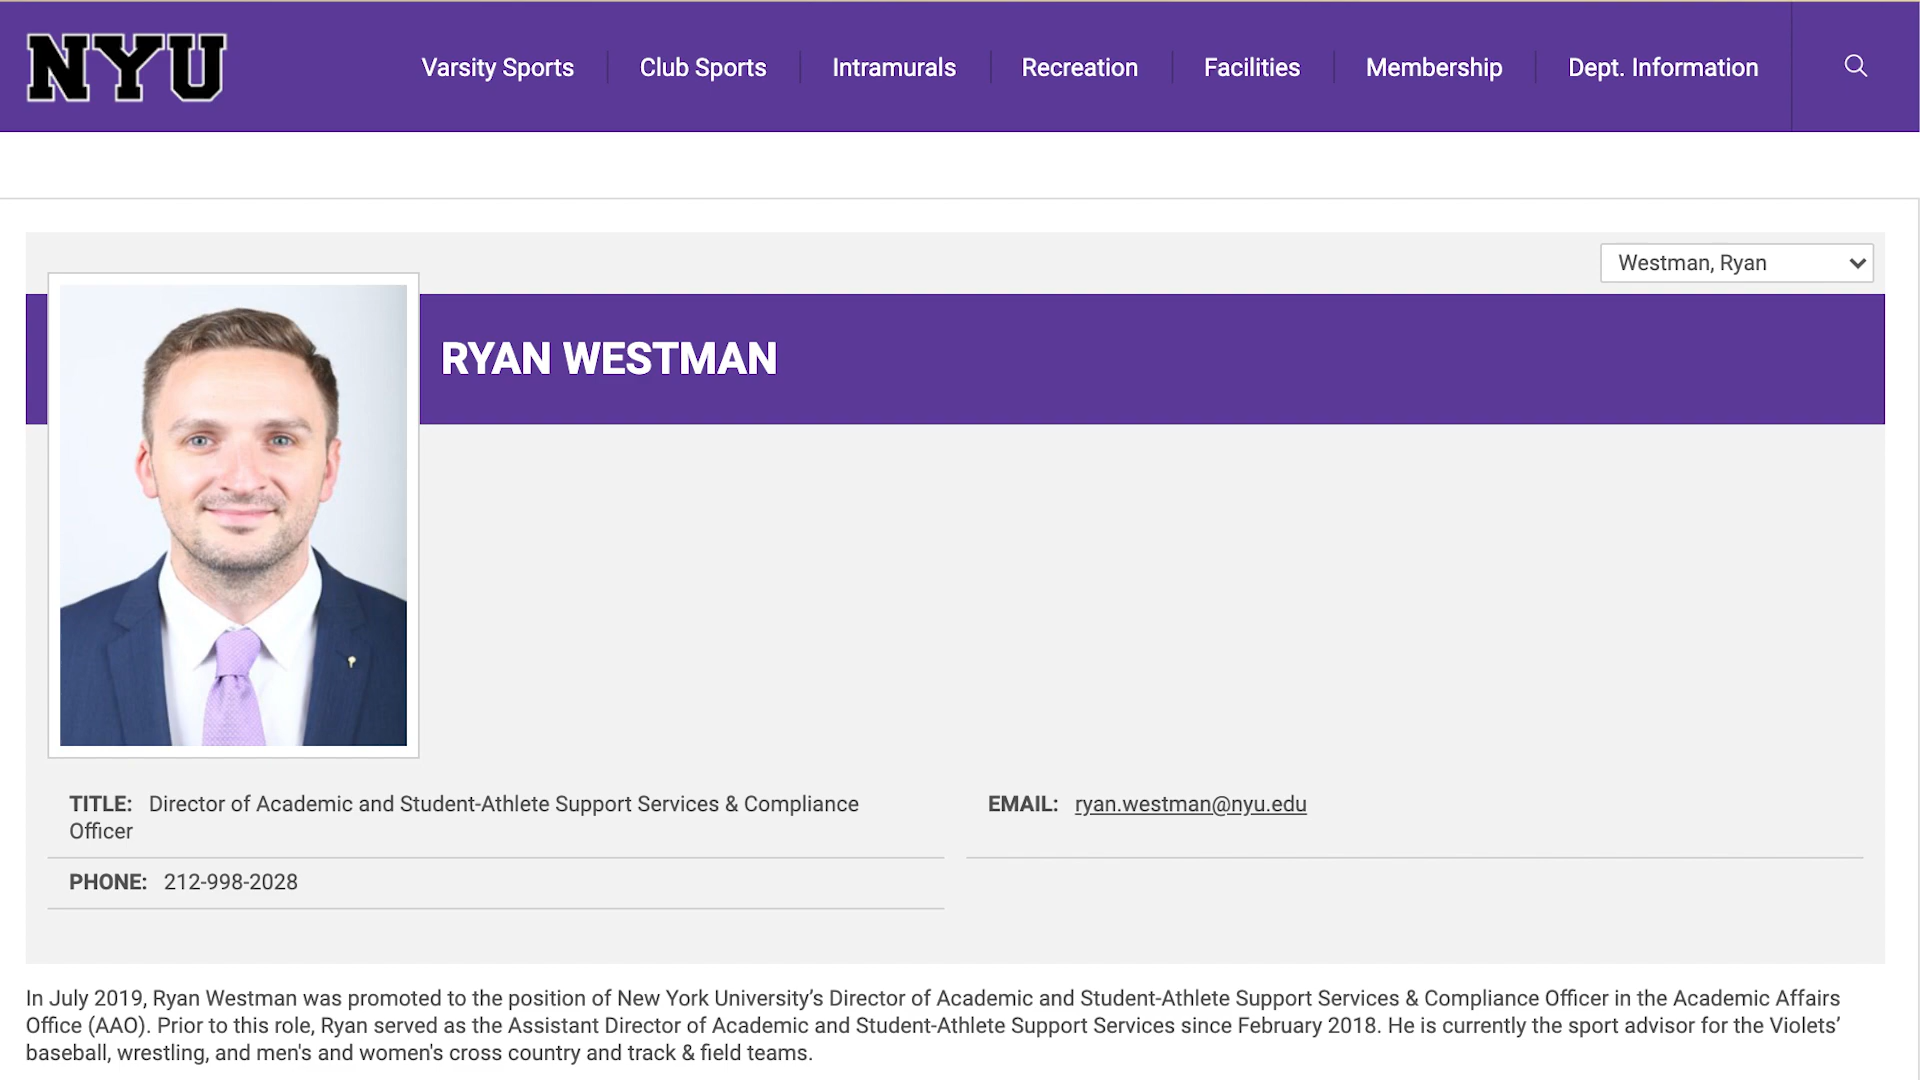 NYU
Varsity Sports
Club Sports
Intramurals
Recreation
Facilities
Membership
Dept. Information
Westman, Ryan
RYAN WESTMAN
TITLE: Director of Academic and Student-Athlete Support Services & Compliance
Officer
EMAIL: ryan.westman@nyu.edu
PHONE: 212-998-2028
In July 2019, Ryan Westman was promoted to the position of New York University’s Director of Academic and Student-Athlete Support Services & Compliance Officer in the Academic Affairs
Office (AAO). Prior to this role, Ryan served as the Assistant Director of Academic and Student-Athlete Support Services since February 2018. He is currently the sport advisor for the Violets’
baseball, wrestling, and men's and women's cross country and track & field teams.